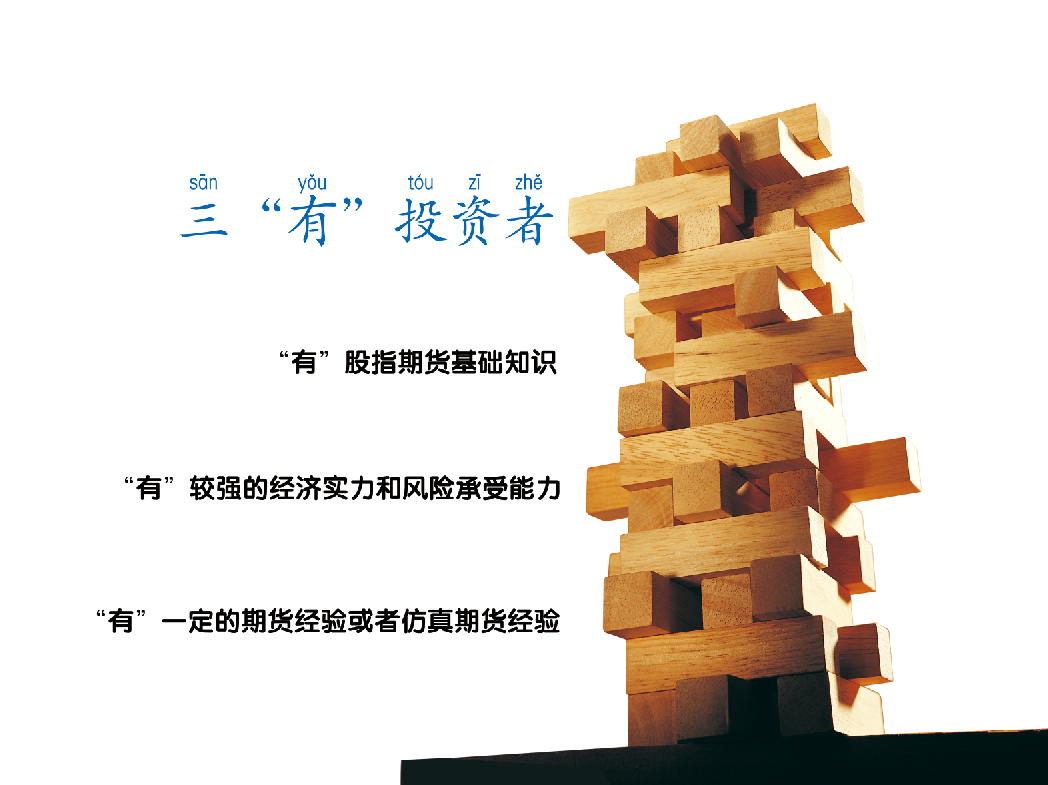 sān yǒu tóu zī zhě
三“有”投资者
“有”股指期货基础知识
“有”较强的经济实力和风险承受能力
“有”一定的期货经验或者仿真期货经验